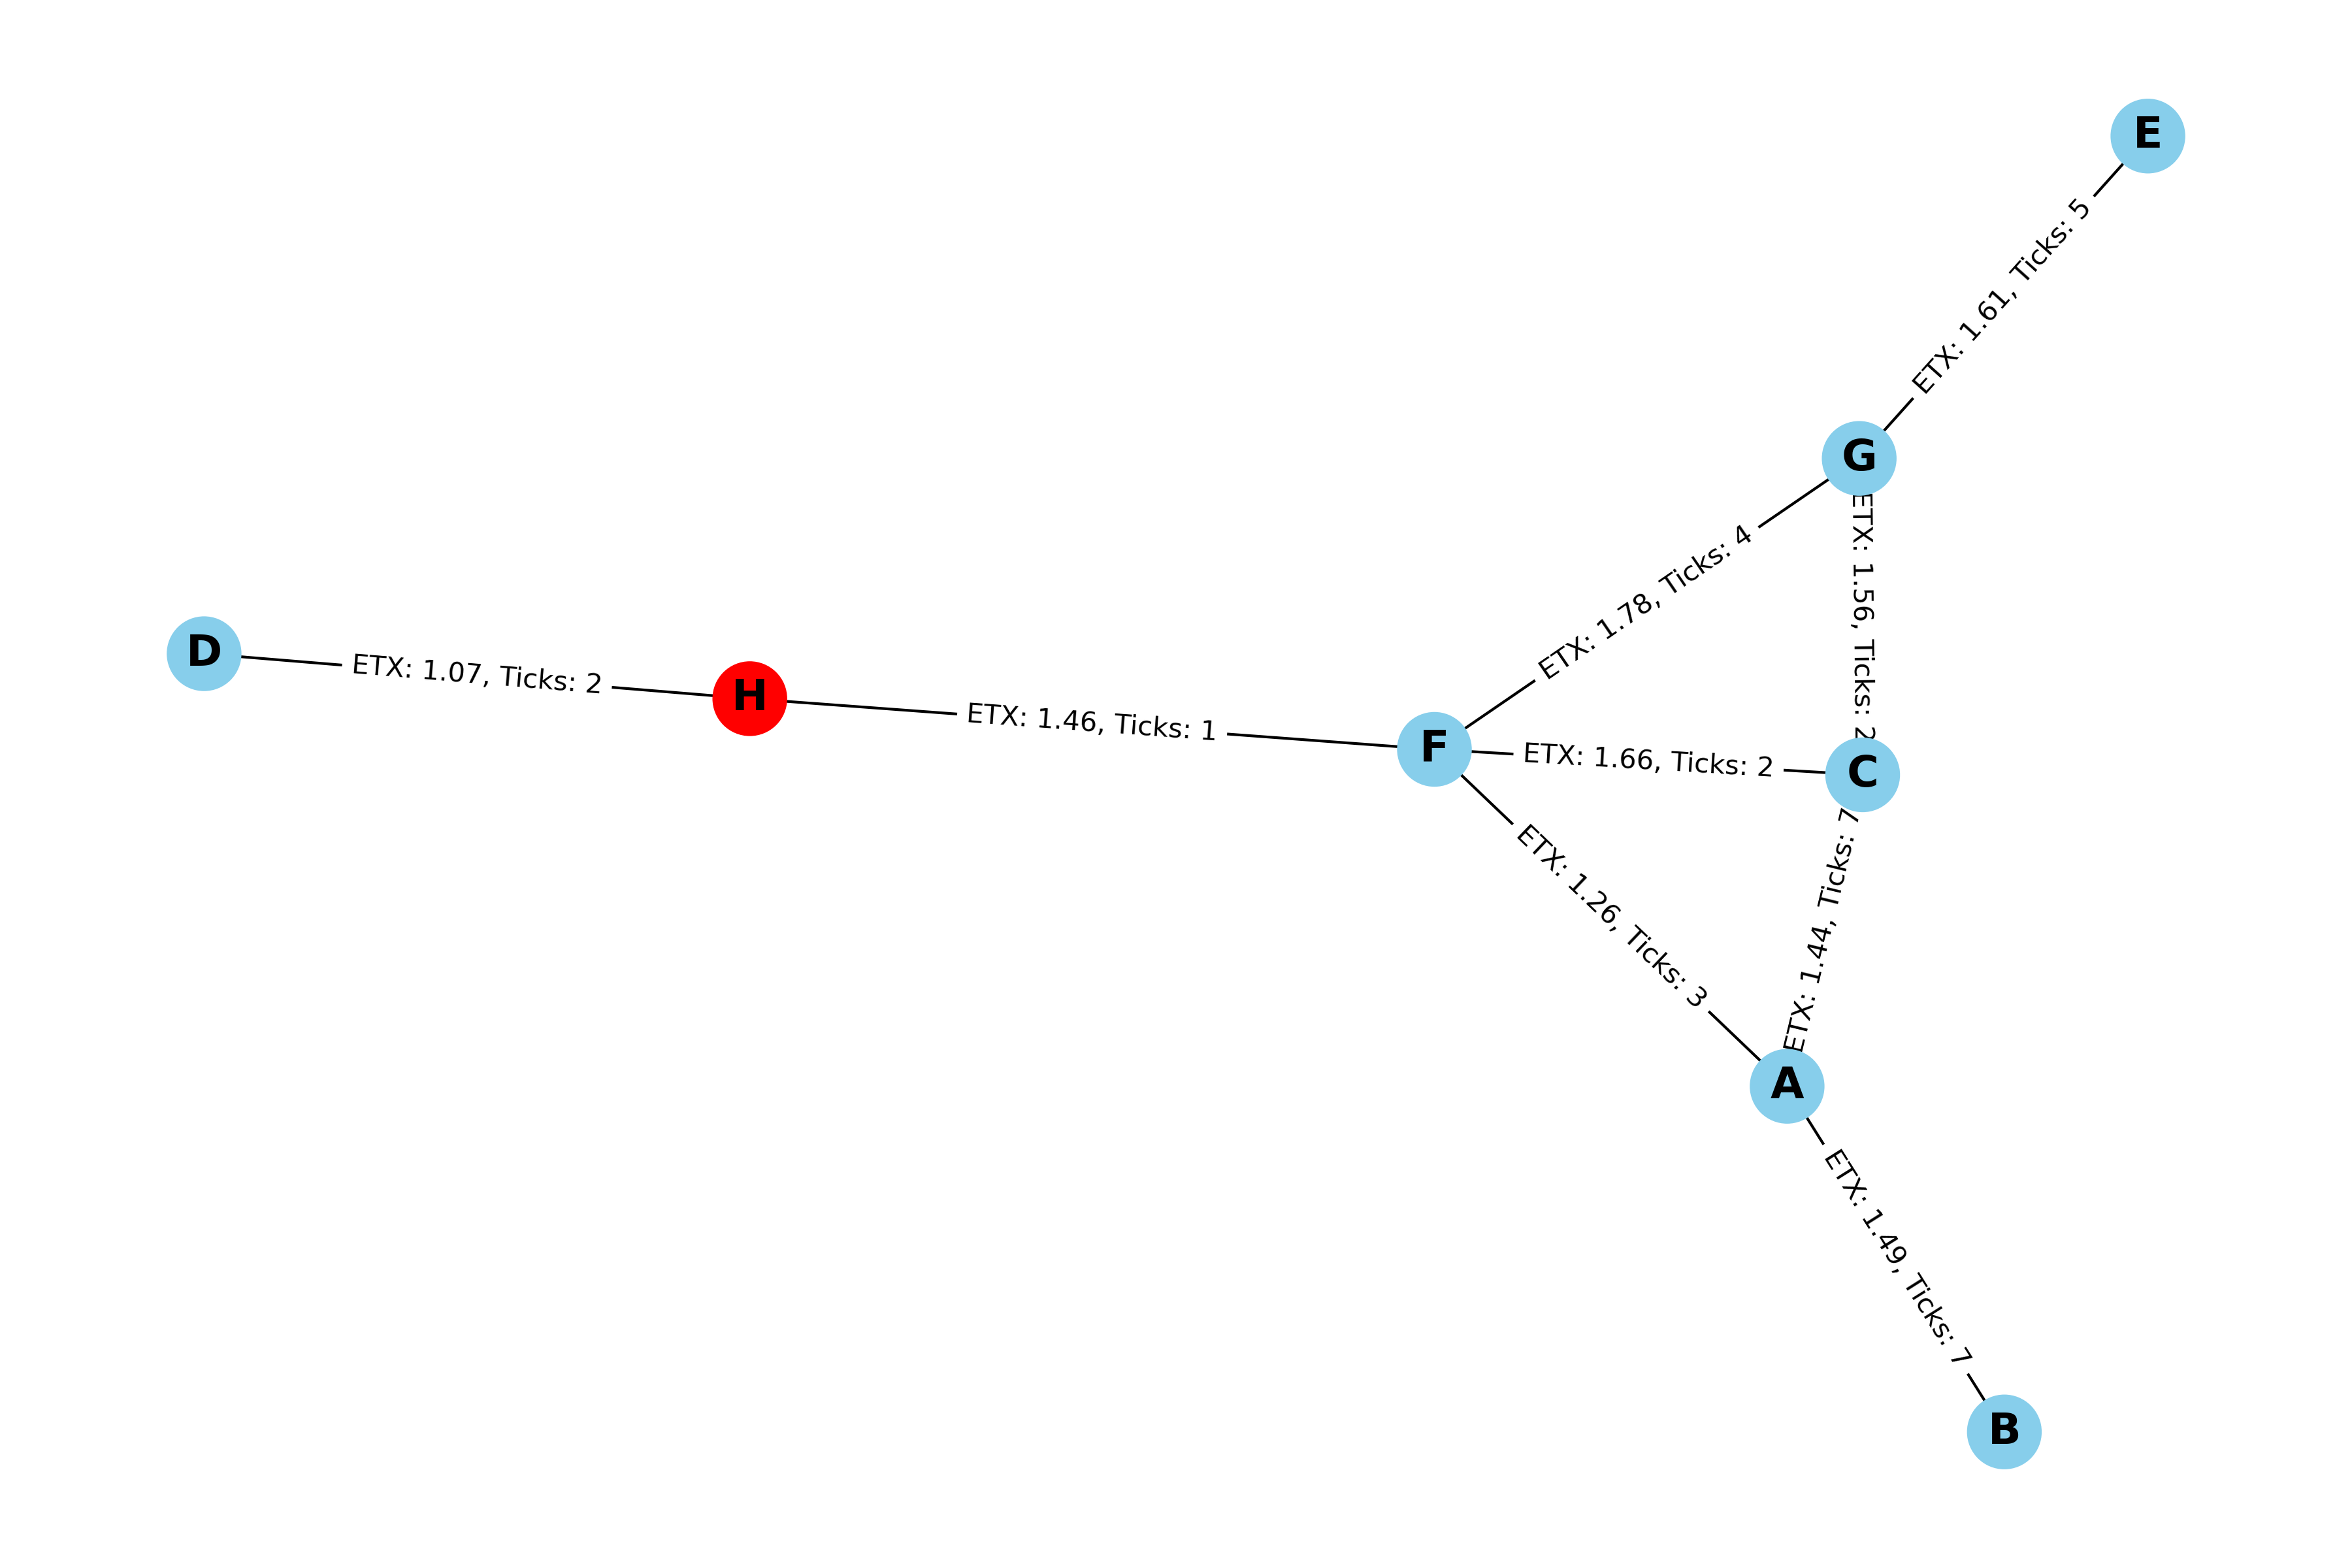 E
ETX: 1.61, Ticks: 5
G
ETX: 1.78, Ticks: 4
ETX: 1.56, Ticks: 2
D
ETX: 1.07, Ticks: 2
H
ETX: 1.46, Ticks: 1
F
ETX: 1.66, Ticks: 2
C
ETX: 1.26, Ticks: 3
ETX: 1.44, Ticks: 7
A
ETX: 1.49, Ticks: 7
B